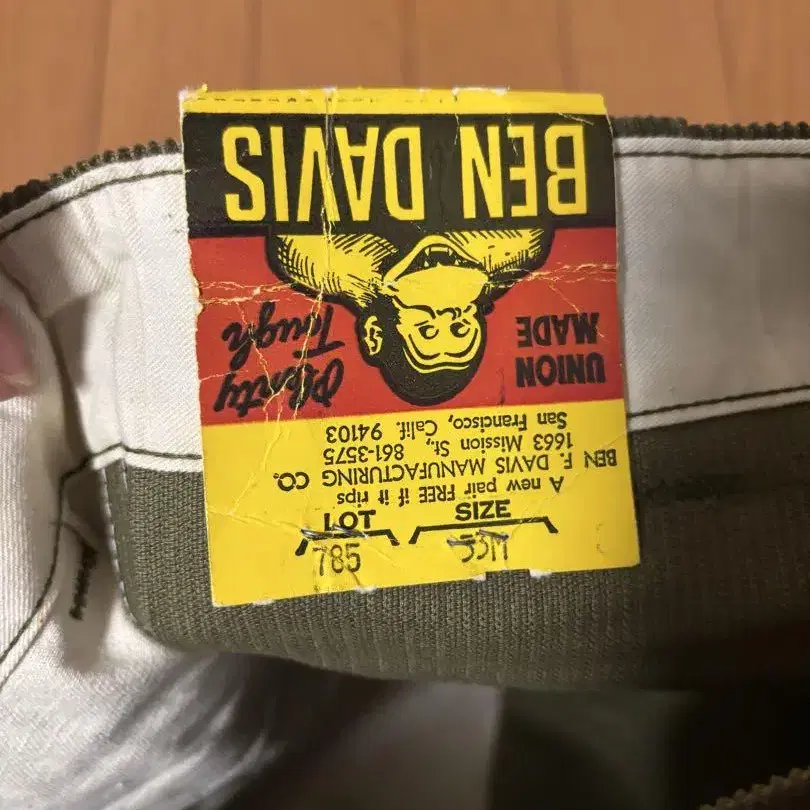 A new pair FREE if it rips
BEN F. DAVIS MANUFACTURING CO.
1663 Mission St., 861-3575
San Francisco, Calif. 94103
UNION
MADE
Plenty
Tough
BEN DAVIS
LOT SIZE
785